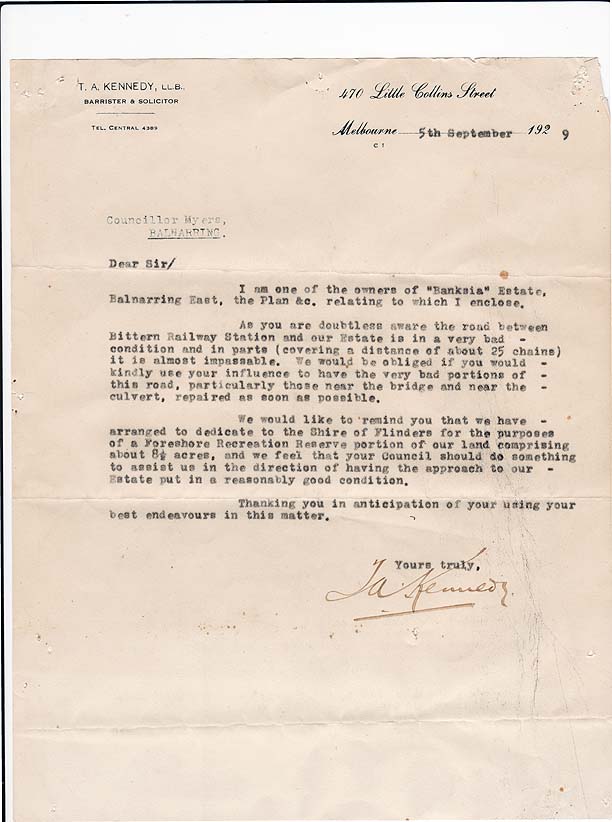 T. A. KENNEDY, LL.B.,
BARRISTER & SOLICITOR
TEL. CENTRAL 4389
470 Little Collins Street
Melbourne 5th September 1929
C 1
Councillor Myers,
BALNARRING.
Dear Sir/
I am one of the owners of "Banksia" Estate,
Balnarring East, the Plan &c. relating to which I enclose.
As you are doubtless aware the road between
Bittern Railway Station and our Estate is in a very bad -
condition and in parts (covering a distance of about 25 chains)
it is almost impassable. We would be obliged if you would -
kindly use your influence to have the very bad portions of -
this road, particularly those near the bridge and near the -
culvert, repaired as soon as possible.
We would like to remind you that we have -
arranged to dedicate to the Shire of Flinders for the purposes
of a Foreshore Recreation Reserve portion of our land comprising
about 8½ acres, and we feel that your Council should do something
to assist us in the direction of having the approach to our -
Estate put in a reasonably good condition.
Thanking you in anticipation of your using your
best endeavours in this matter.
Yours truly,
TA Kennedy.